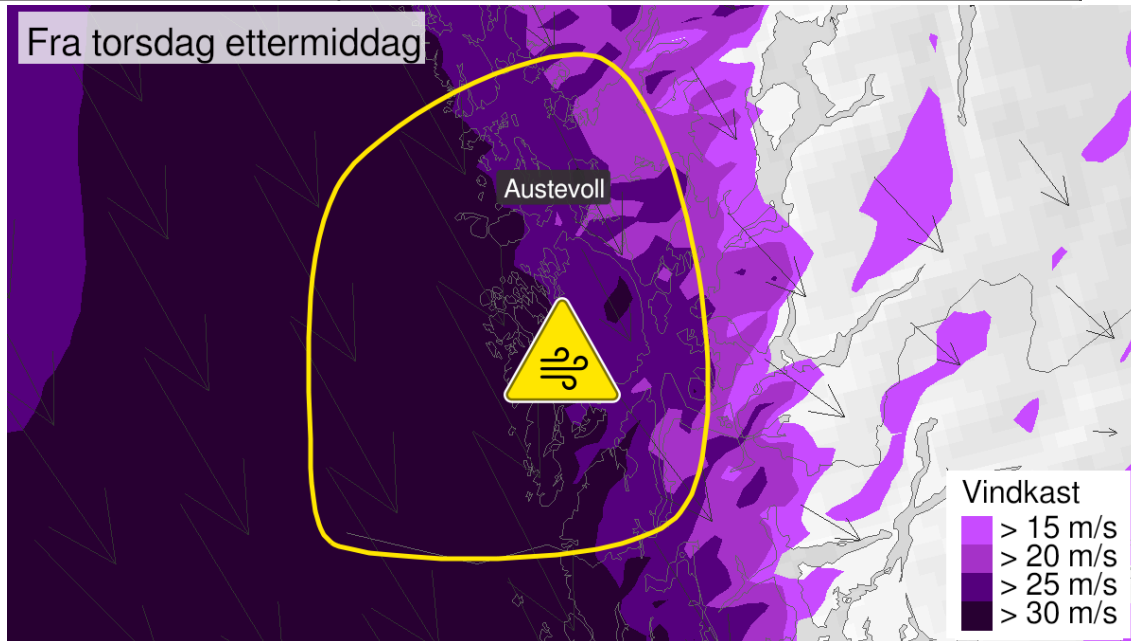 Fra torsdag ettermiddag
Austevoll
Vindkast
> 15 m/s
> 20 m/s
> 25 m/s
> 30 m/s